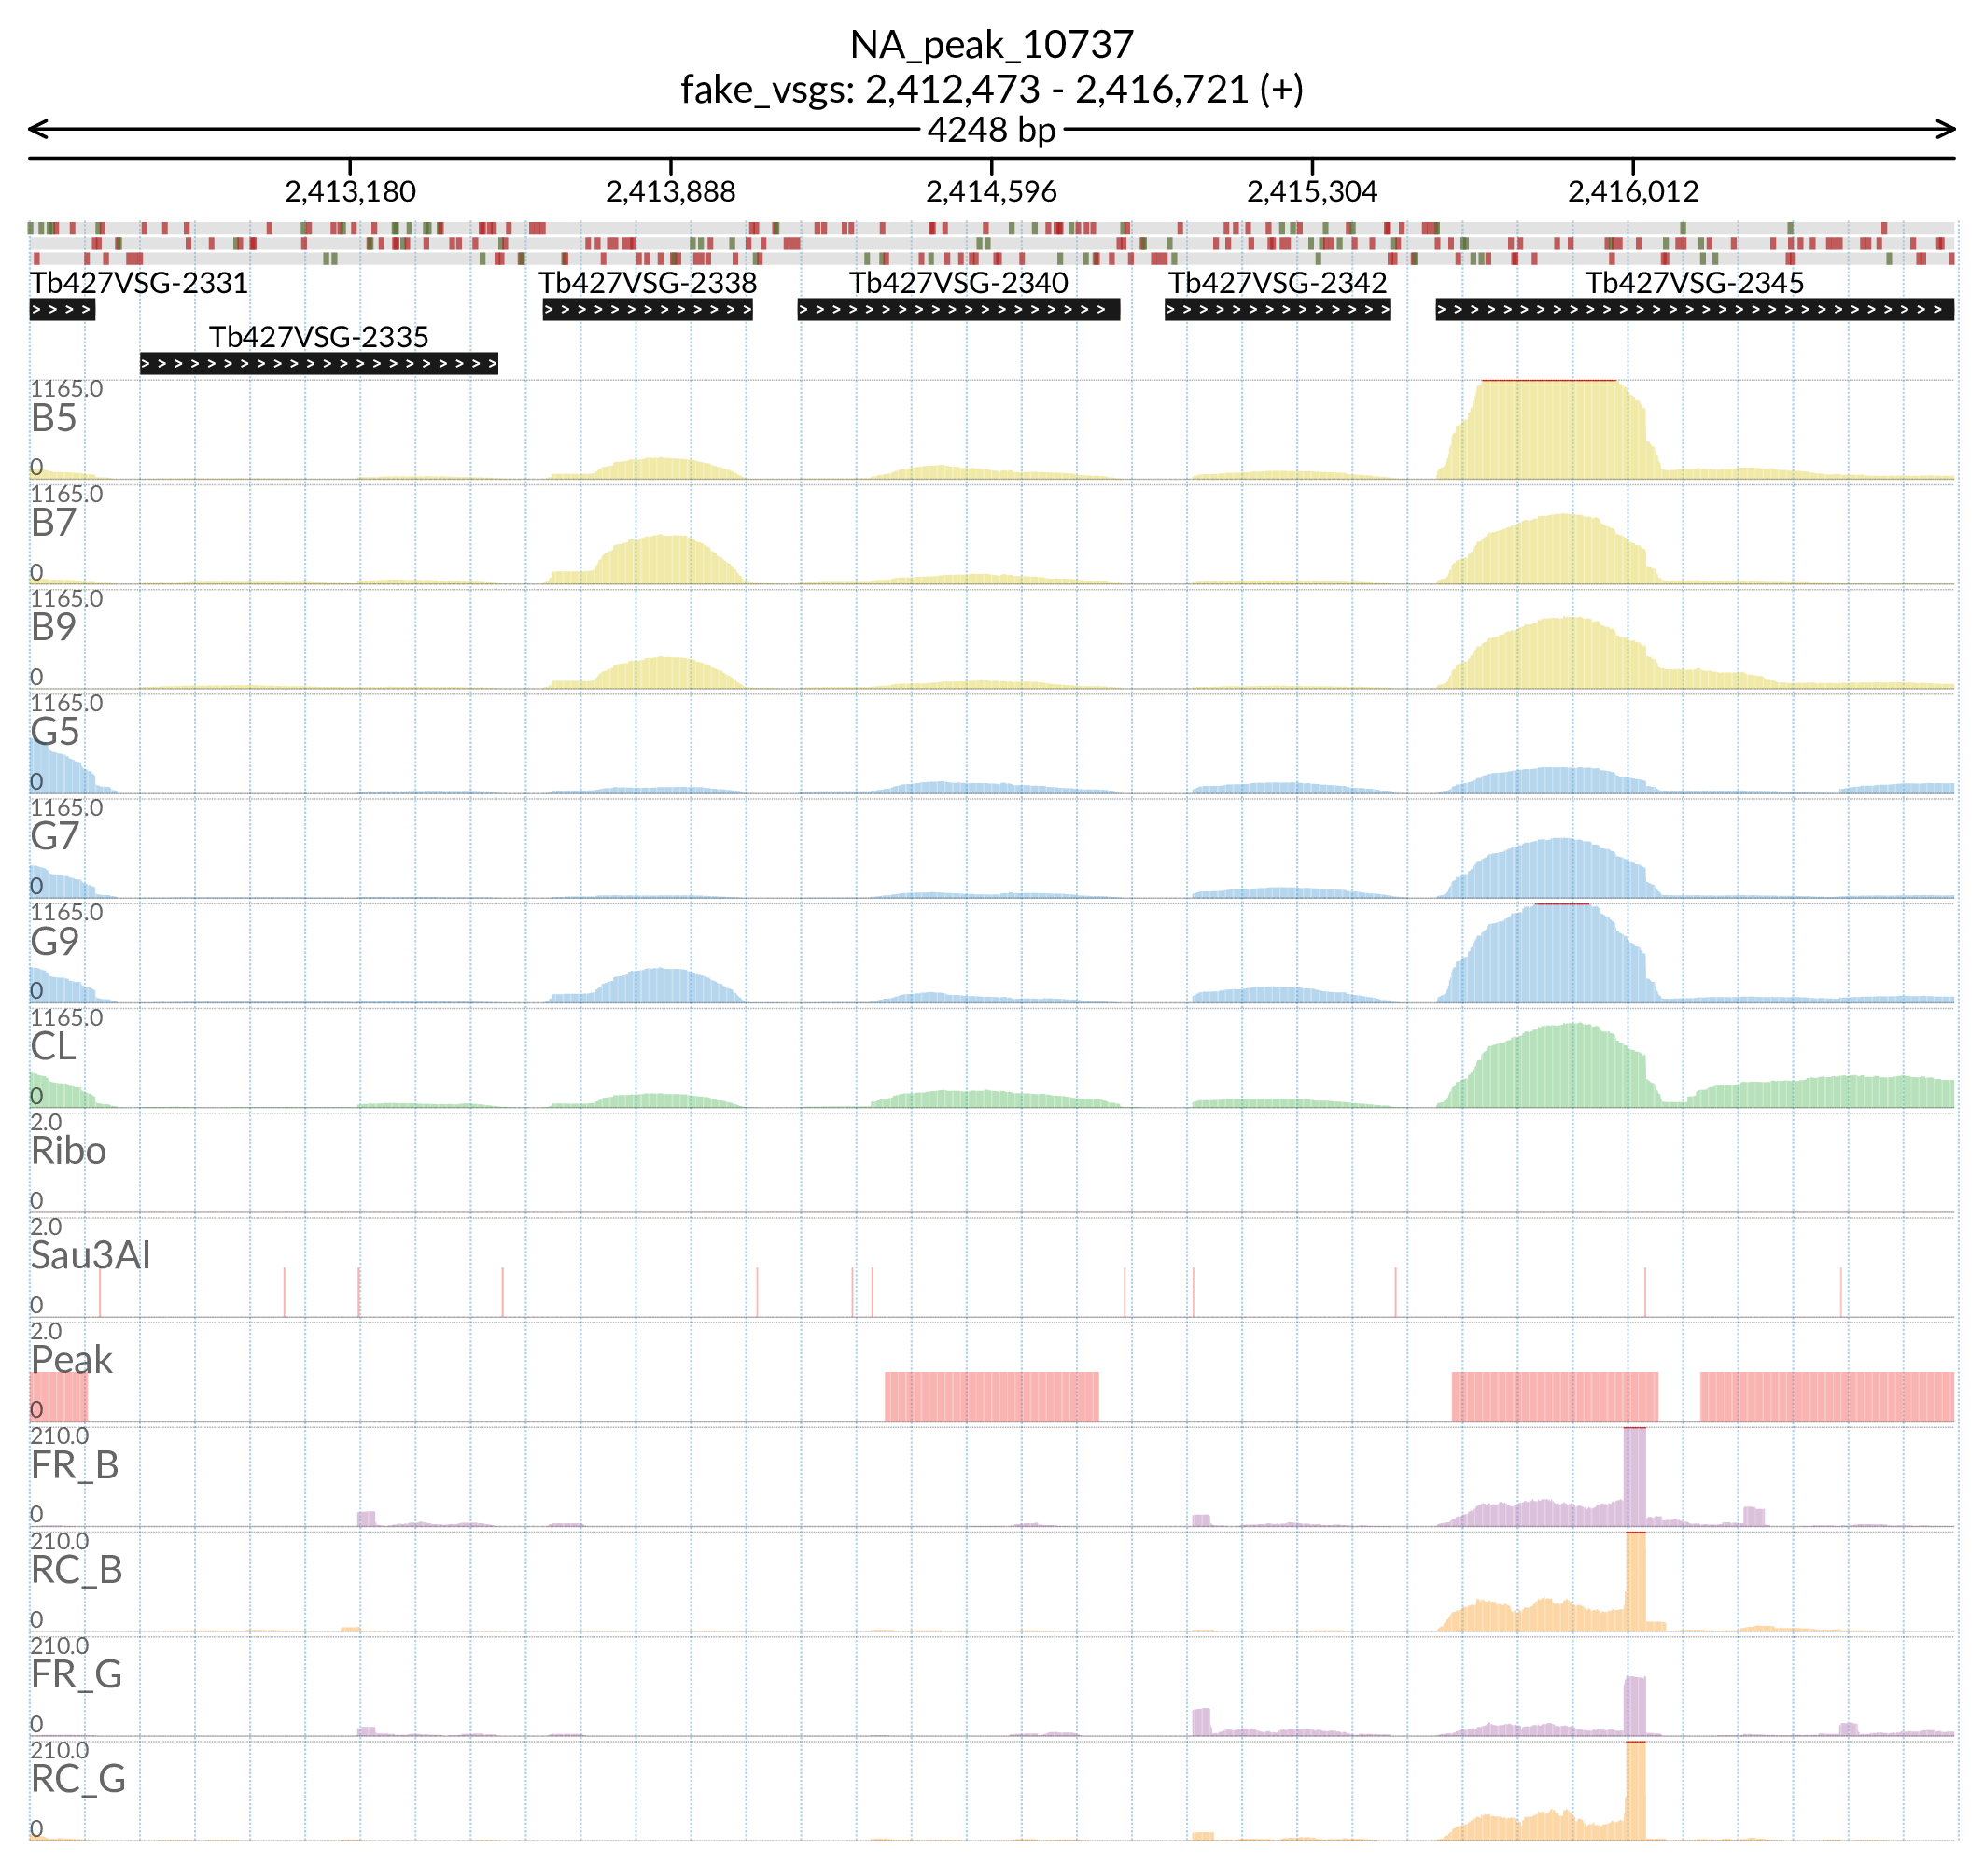 NA_peak_10737
fake_vsgs: 2,412,473 - 2,416,721 (+)
4248 bp
2,413,180 2,413,888 2,414,596 2,415,304 2,416,012
Tb427VSG-2331 Tb427VSG-2338 Tb427VSG-2340 Tb427VSG-2342 Tb427VSG-2345
Tb427VSG-2335
1165.0
B5
0
1165.0
B7
0
1165.0
B9
0
1165.0
G5
0
1165.0
G7
0
1165.0
G9
0
1165.0
CL
0
2.0
Ribo
0
2.0
Sau3AI
0
2.0
Peak
0
210.0
FR_B
0
210.0
RC_B
0
210.0
FR_G
0
210.0
RC_G
0